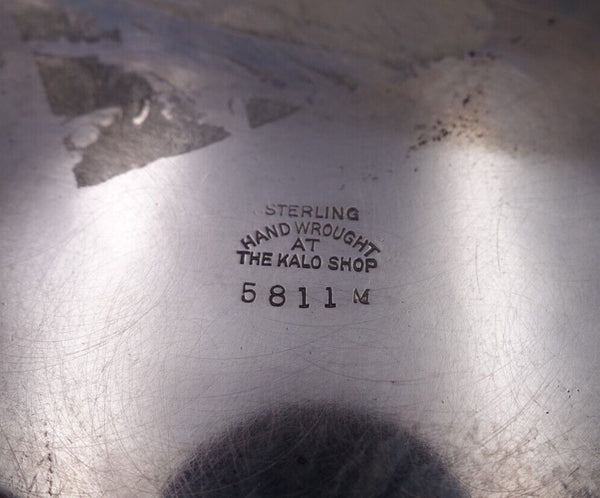 STERLING
HAND WROUGHT
AT
THE KALO SHOP
5811 M